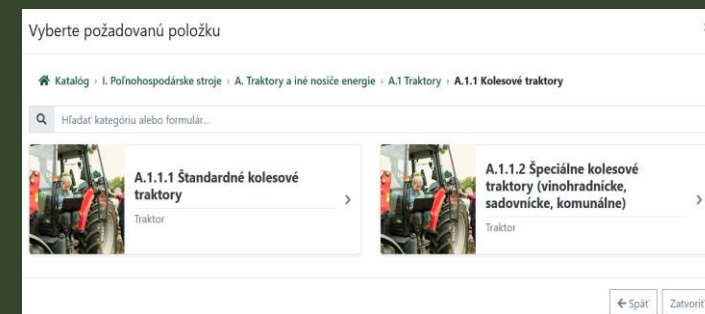 Vyberte požadovanú položku
Katalóg › I. Poľnohospodárske stroje › A. Traktory a iné nosiče energie › A.1 Traktory › A.1.1 Kolesové traktory
Hľadať kategóriu alebo formulár...
A.1.1.1 Štandardné kolesové
traktory
Traktor
A.1.1.2 Špeciálne kolesové
traktory (vinohradnícke,
sadovnícke, komunálne)
Traktor
← Späť
Zatvoriť